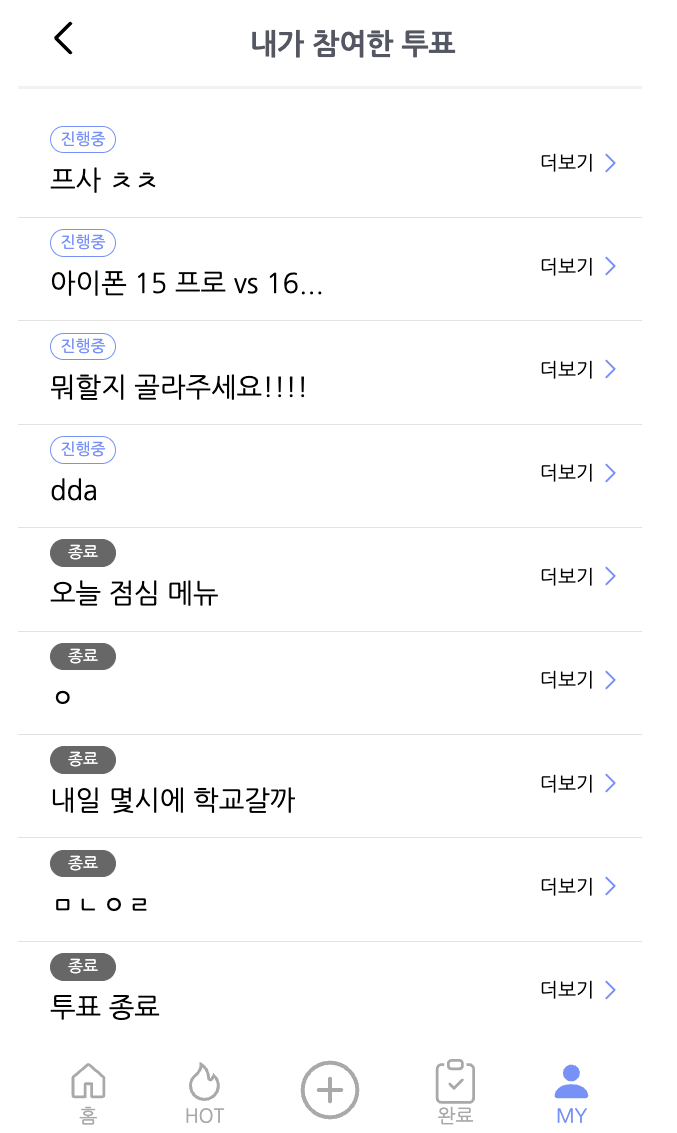 내가 참여한 투표
진행중
프사 ㅊㅊ
더보기
진행중
아이폰 15 프로 vs 16...
더보기
진행중
뭐할지 골라주세요!!!!
더보기
진행중
dda
더보기
종료
오늘 점심 메뉴
더보기
종료
ㅇ
더보기
종료
내일 몇시에 학교갈까
더보기
종료
ㅁㄴㅇㄹ
더보기
종료
투표 종료
더보기
홈
HOT
완료
MY